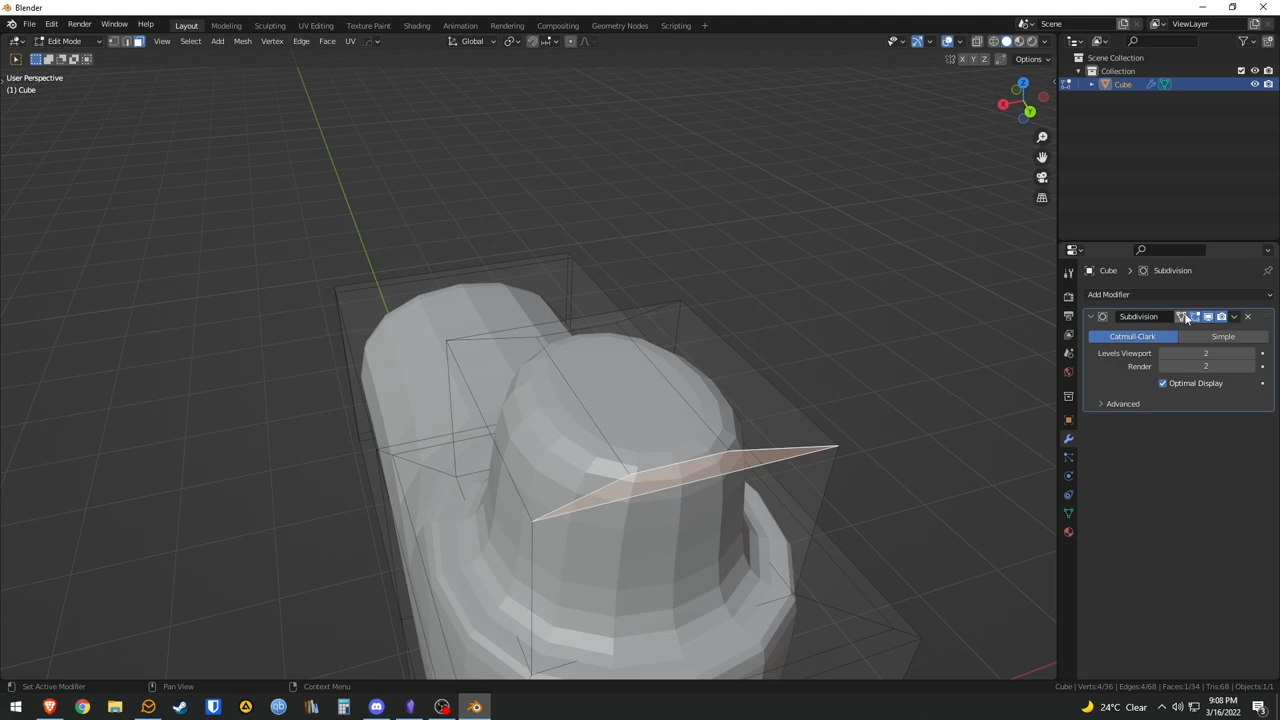 Blender
File Edit Render Window Help Layout Modeling Sculpting UV Editing Texture Paint Shading Animation Rendering Compositing Geometry Nodes Scripting + Scene ViewLayer
Edit Mode View Select Add Mesh Vertex Edge Face UV Global
X Y Z Options
User Perspective
(1) Cube
Scene Collection
Collection
Cube
Z
X
Y
Cube > Subdivision
Add Modifier
Subdivision
Catmull-Clark Simple
Levels Viewport 2
Render 2
Optimal Display
Advanced
Set Active Modifier Pan View Context Menu Cube | Verts:4/36 | Edges:4/68 | Faces:1/34 | Tris:68 | Objects:1/1
24°C Clear 9:08 PM
3/16/2022